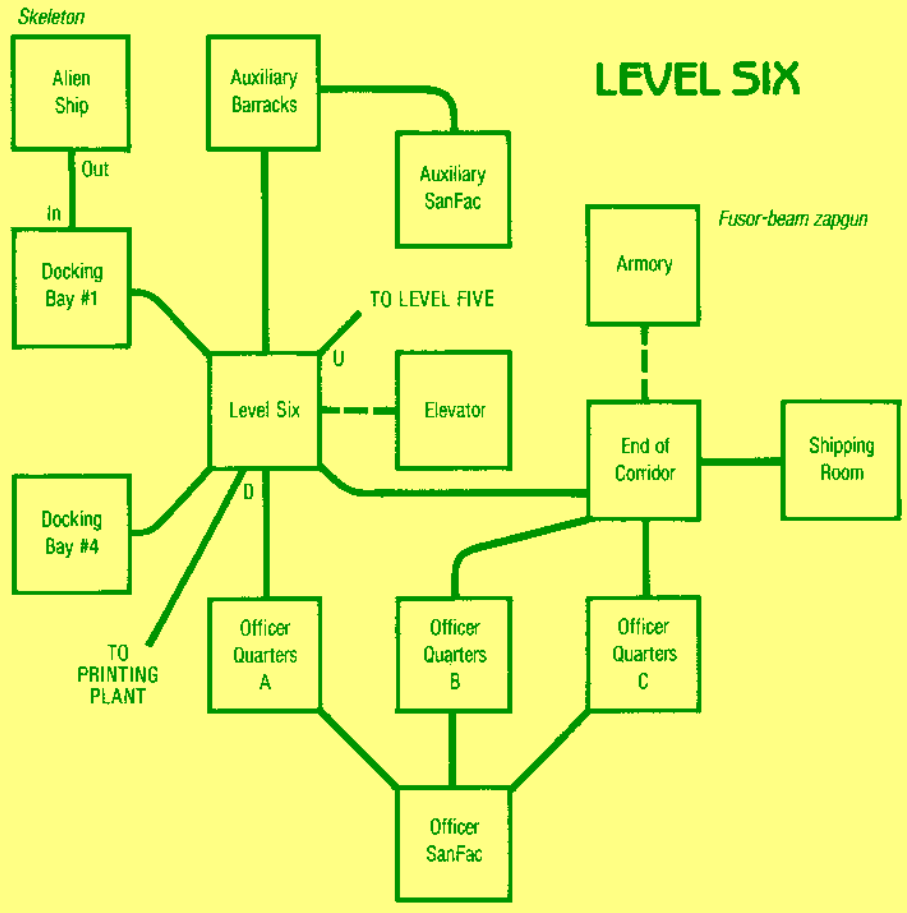 Skeleton
Alien
Ship
Auxiliary
Barracks
LEVEL SIX
Out
Auxiliary
SanFac
In
Armory
Fusor-beam zapgun
Docking
Bay #1
TO LEVEL FIVE
U
Level Six
Elevator
End of
Corridor
Shipping
Room
D
Docking
Bay #4
TO
PRINTING
PLANT
Officer
Quarters
A
Officer
Quarters
B
Officer
Quarters
C
Officer
SanFac